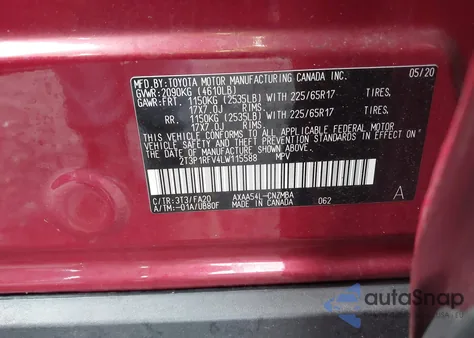 MFD.BY:TOYOTA MOTOR MANUFACTURING CANADA INC. 05/20
GVWR:2090KG (4610LB)
GAWR:FRT. 1150KG (2535LB) WITH 225/65R17 TIRES,
17X7.0J RIMS.
RR. 1150KG (2535LB) WITH 225/65R17 TIRES,
17X7.0J RIMS.
THIS VEHICLE CONFORMS TO ALL APPLICABLE FEDERAL MOTOR
VEHICLE SAFETY, BUMPER, AND THEFT PREVENTION STANDARDS IN EFFECT
ON THE DATE OF MANUFACTURE SHOWN ABOVE.
2T3P1RFV4LW115588 MPV
C/TR:3T3/FA20 AXAA54L-CNZMBA A
A/TM:-01A/UB80F MADE IN CANADA 062
autoSnap